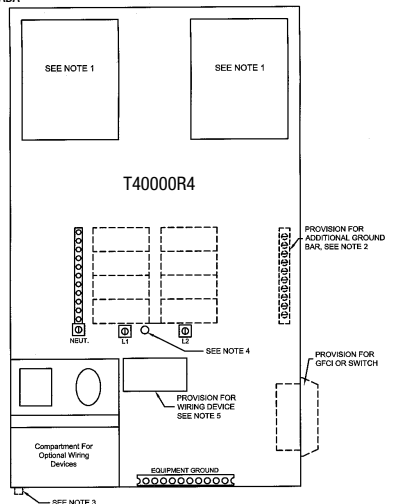 SEE NOTE 1
SEE NOTE 1
T40000R4
PROVISION FOR
ADDITIONAL GROUND
BAR, SEE NOTE 2
NEUT.
L1
L2
SEE NOTE 4
PROVISION FOR
GFCI OR SWITCH
PROVISION FOR
WIRING DEVICE
SEE NOTE 5
Compartment For
Optional Wiring
Devices
EQUIPMENT GROUND
SEE NOTE 3